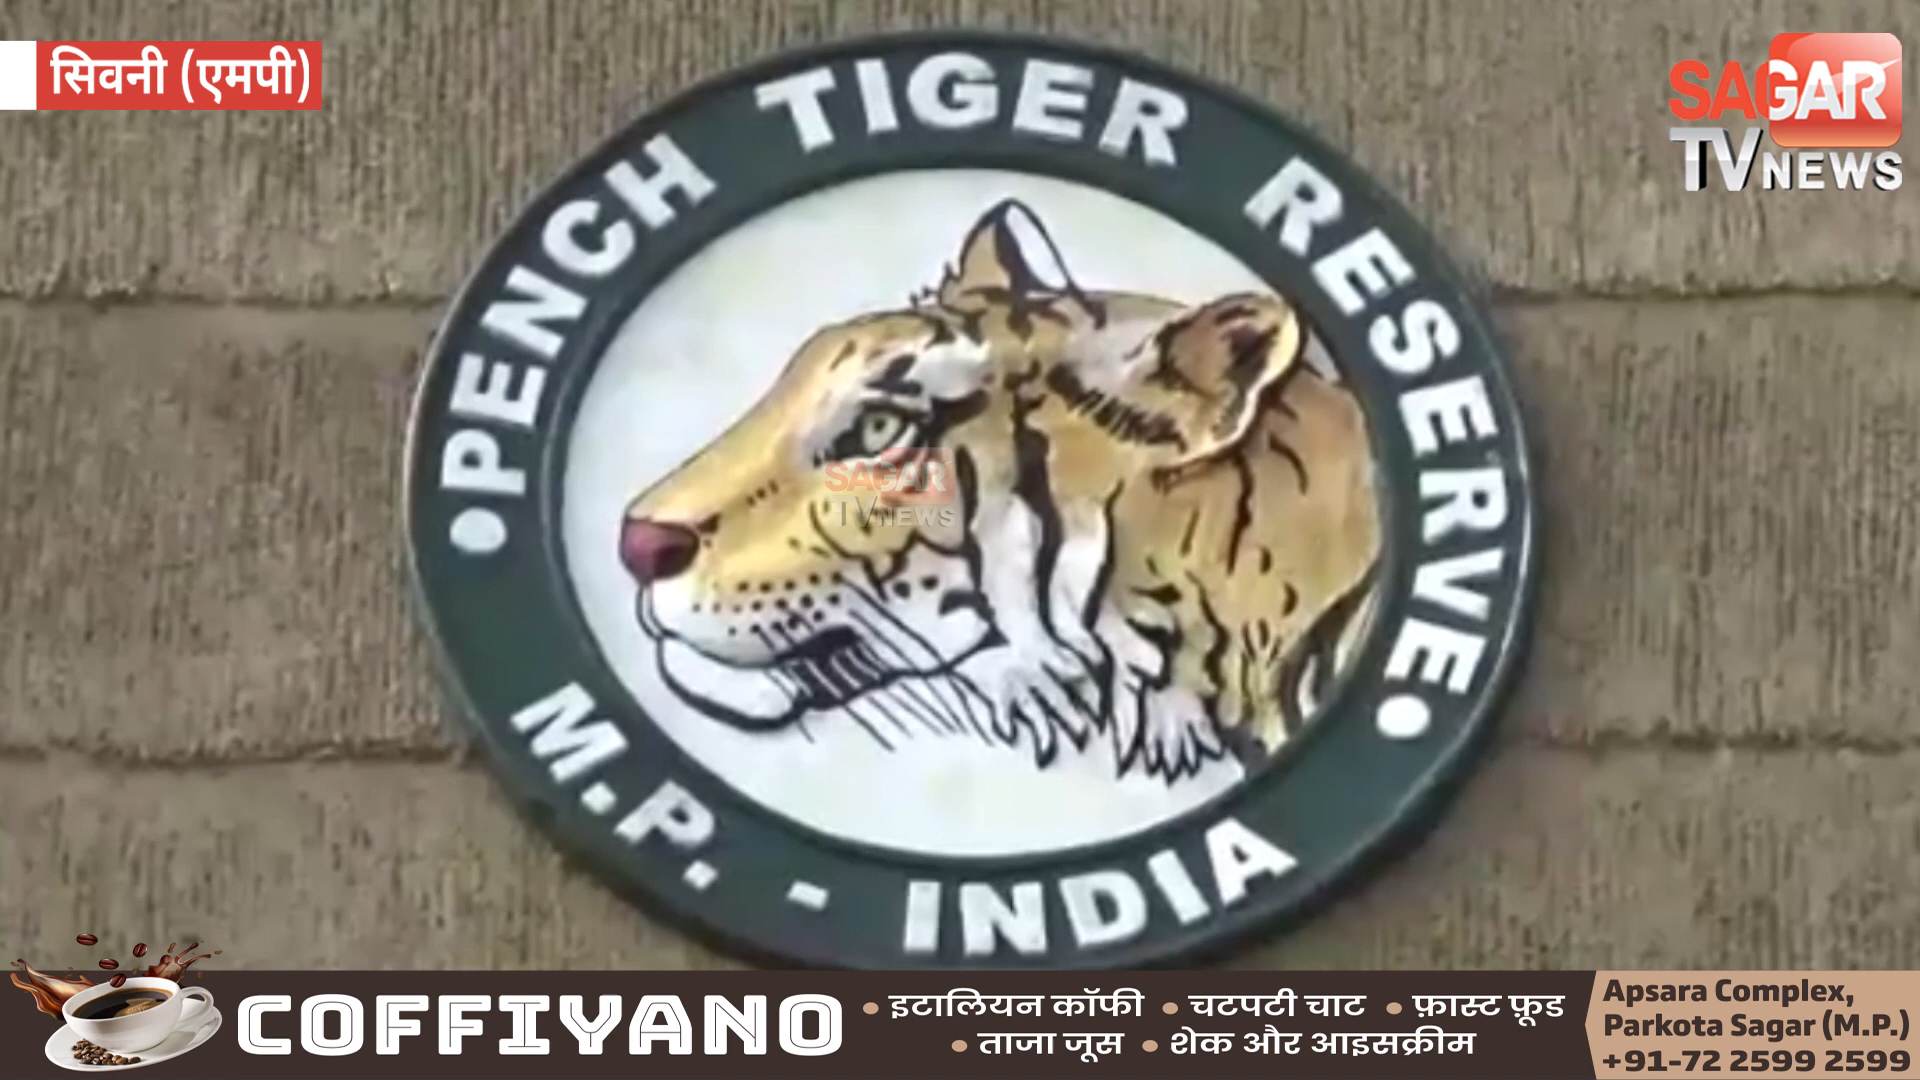 सिवनी (एमपी)
SAGAR
TV NEWS
PENCH TIGER RESERVE
M.P. - INDIA
SAGAR
TV NEWS
COFFIYANO
• इटालियन कॉफी • चटपटी चाट • फ़ास्ट फ़ूड
• ताजा जूस • शेक और आइसक्रीम
Apsara Complex,
Parkota Sagar (M.P.)
+91-72 2599 2599